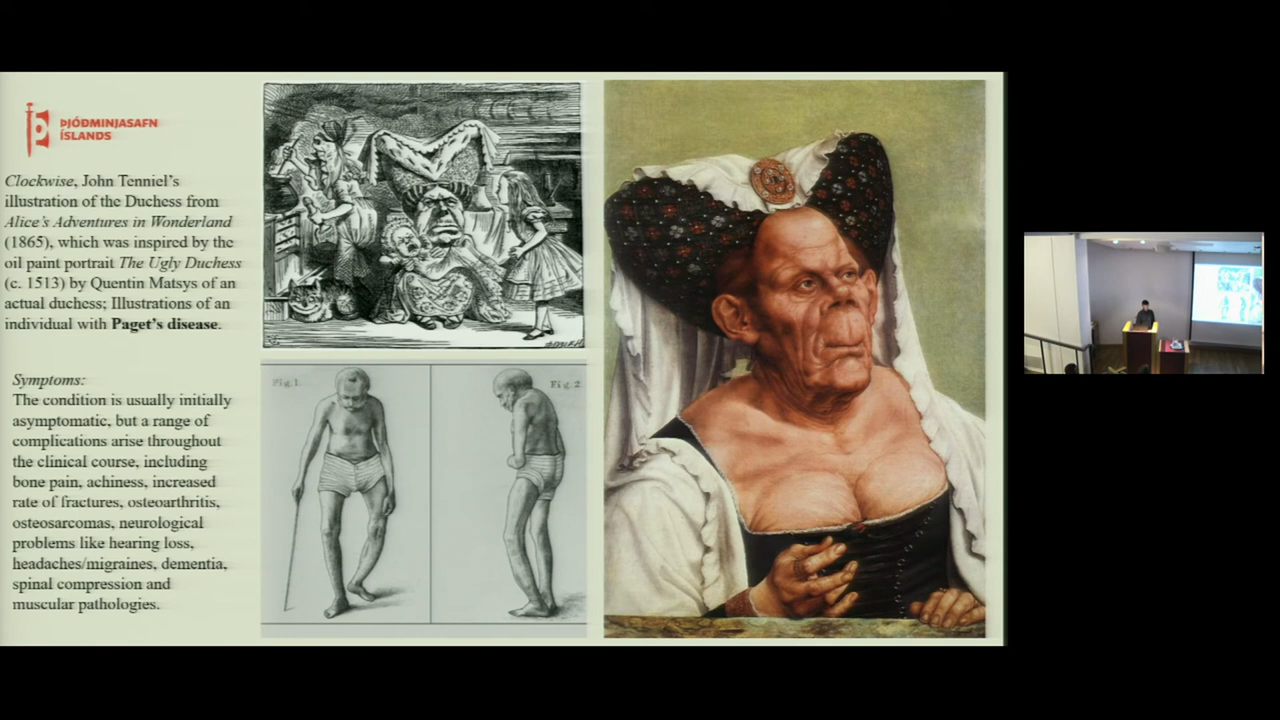 ÞJÓÐMINJASAFN
ÍSLANDS
Clockwise, John Tenniel's
illustration of the Duchess from
Alice's Adventures in Wonderland
(1865), which was inspired by the
oil paint portrait The Ugly Duchess
(c. 1513) by Quentin Matsys of an
actual duchess; Illustrations of an
individual with Paget's disease.
Symptoms:
The condition is usually initially
asymptomatic, but a range of
complications arise throughout
the clinical course, including
bone pain, achiness, increased
rate of fractures, osteoarthritis,
osteosarcomas, neurological
problems like hearing loss,
headaches/migraines, dementia,
spinal compression and
muscular pathologies.
Fig 1.
Fig 2